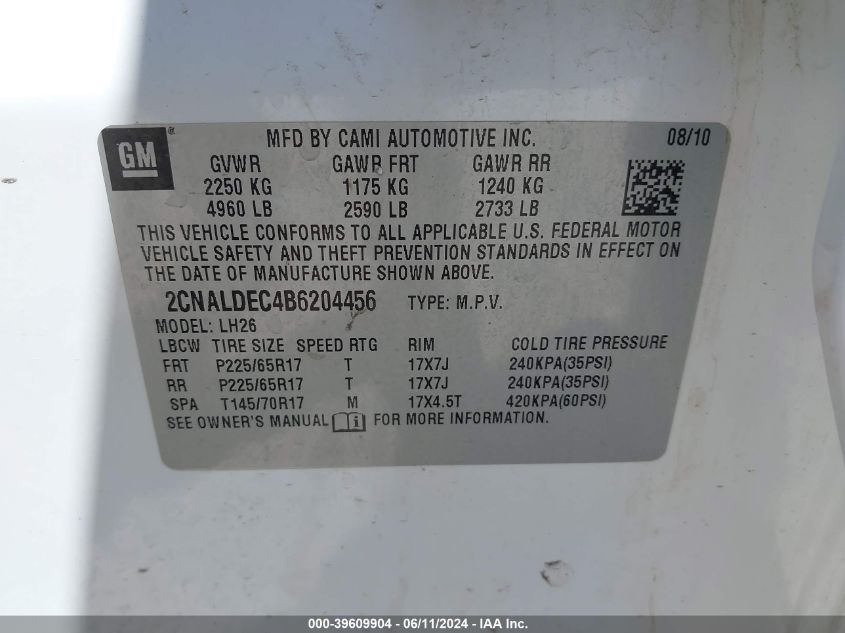 GM® MFD BY CAMI AUTOMOTIVE INC. 08/10
GVWR GAWR FRT GAWR RR
2250 KG 1175 KG 1240 KG
4960 LB 2590 LB 2733 LB
THIS VEHICLE CONFORMS TO ALL APPLICABLE U.S. FEDERAL MOTOR
VEHICLE SAFETY AND THEFT PREVENTION STANDARDS IN EFFECT ON
THE DATE OF MANUFACTURE SHOWN ABOVE.
2CNALDEC4B6204456 TYPE: M.P.V.
MODEL: LH26
LBCW TIRE SIZE SPEED RTG RIM COLD TIRE PRESSURE
FRT P225/65R17 T 17X7J 240KPA(35PSI)
RR P225/65R17 T 17X7J 240KPA(35PSI)
SPA T145/70R17 M 17X4.5T 420KPA(60PSI)
SEE OWNER'S MANUAL i FOR MORE INFORMATION.
000-39609904 - 06/11/2024 - IAA Inc.